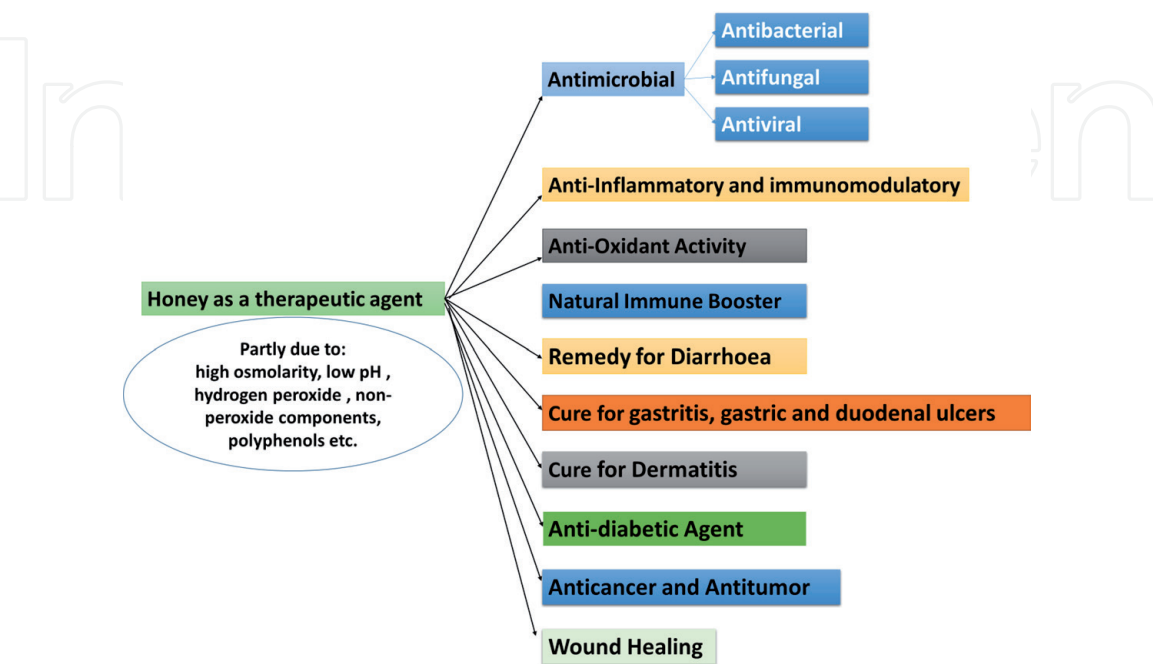 Antibacterial
Antimicrobial
Antifungal
Antiviral
Anti-Inflammatory and immunomodulatory
Anti-Oxidant Activity
Honey as a therapeutic agent
Natural Immune Booster
Partly due to:
high osmolarity, low pH ,
hydrogen peroxide , non-
peroxide components,
polyphenols etc.
Remedy for Diarrhoea
Cure for gastritis, gastric and duodenal ulcers
Cure for Dermatitis
Anti-diabetic Agent
Anticancer and Antitumor
Wound Healing